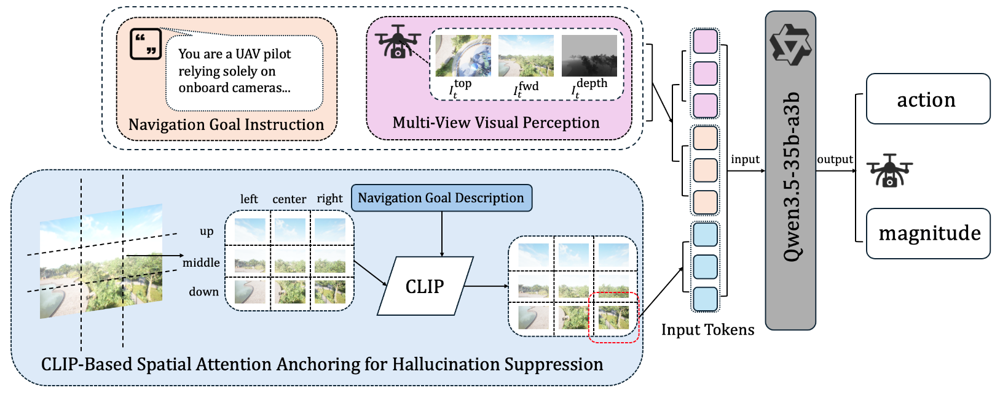 “ ”
You are a UAV pilot
relying solely on
onboard cameras...
Navigation Goal Instruction
I_t^top
I_t^fwd
I_t^depth
Multi-View Visual Perception
left
center
right
up
middle
down
Navigation Goal Description
CLIP
CLIP-Based Spatial Attention Anchoring for Hallucination Suppression
Input Tokens
input
Qwen3.5-35b-a3b
output
action
magnitude